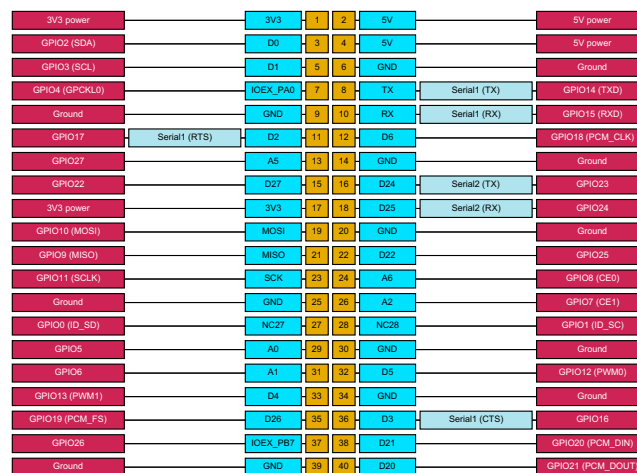 3V3 power 3V3 1 2 5V 5V power
GPIO2 (SDA) D0 3 4 5V 5V power
GPIO3 (SCL) D1 5 6 GND Ground
GPIO4 (GPCKL0) IOEX_PA0 7 8 TX Serial1 (TX) GPIO14 (TXD)
Ground GND 9 10 RX Serial1 (RX) GPIO15 (RXD)
GPIO17 Serial1 (RTS) D2 11 12 D6 GPIO18 (PCM_CLK)
GPIO27 A5 13 14 GND Ground
GPIO22 D27 15 16 D24 Serial2 (TX) GPIO23
3V3 power 3V3 17 18 D25 Serial2 (RX) GPIO24
GPIO10 (MOSI) MOSI 19 20 GND Ground
GPIO9 (MISO) MISO 21 22 D22 GPIO25
GPIO11 (SCLK) SCK 23 24 A6 GPIO8 (CE0)
Ground GND 25 26 A2 GPIO7 (CE1)
GPIO0 (ID_SD) NC27 27 28 NC28 GPIO1 (ID_SC)
GPIO5 A0 29 30 GND Ground
GPIO6 A1 31 32 D5 GPIO12 (PWM0)
GPIO13 (PWM1) D4 33 34 GND Ground
GPIO19 (PCM_FS) D26 35 36 D3 Serial1 (CTS) GPIO16
GPIO26 IOEX_PB7 37 38 D21 GPIO20 (PCM_DIN)
Ground GND 39 40 D20 GPIO21 (PCM_DOUT)